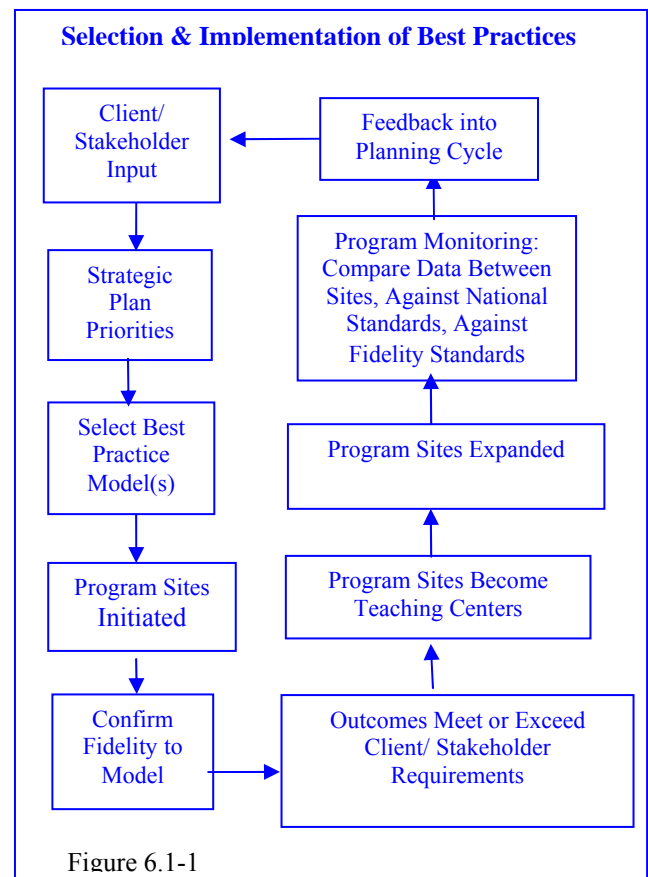 Selection & Implementation of Best Practices
Client/
Stakeholder
Input
Strategic
Plan
Priorities
Select Best
Practice
Model(s)
Program Sites
Initiated
Confirm
Fidelity to
Model
Outcomes Meet or Exceed
Client/ Stakeholder
Requirements
Program Sites Become
Teaching Centers
Program Sites Expanded
Program Monitoring:
Compare Data Between
Sites, Against National
Standards, Against
Fidelity Standards
Feedback into
Planning Cycle
Figure 6.1-1